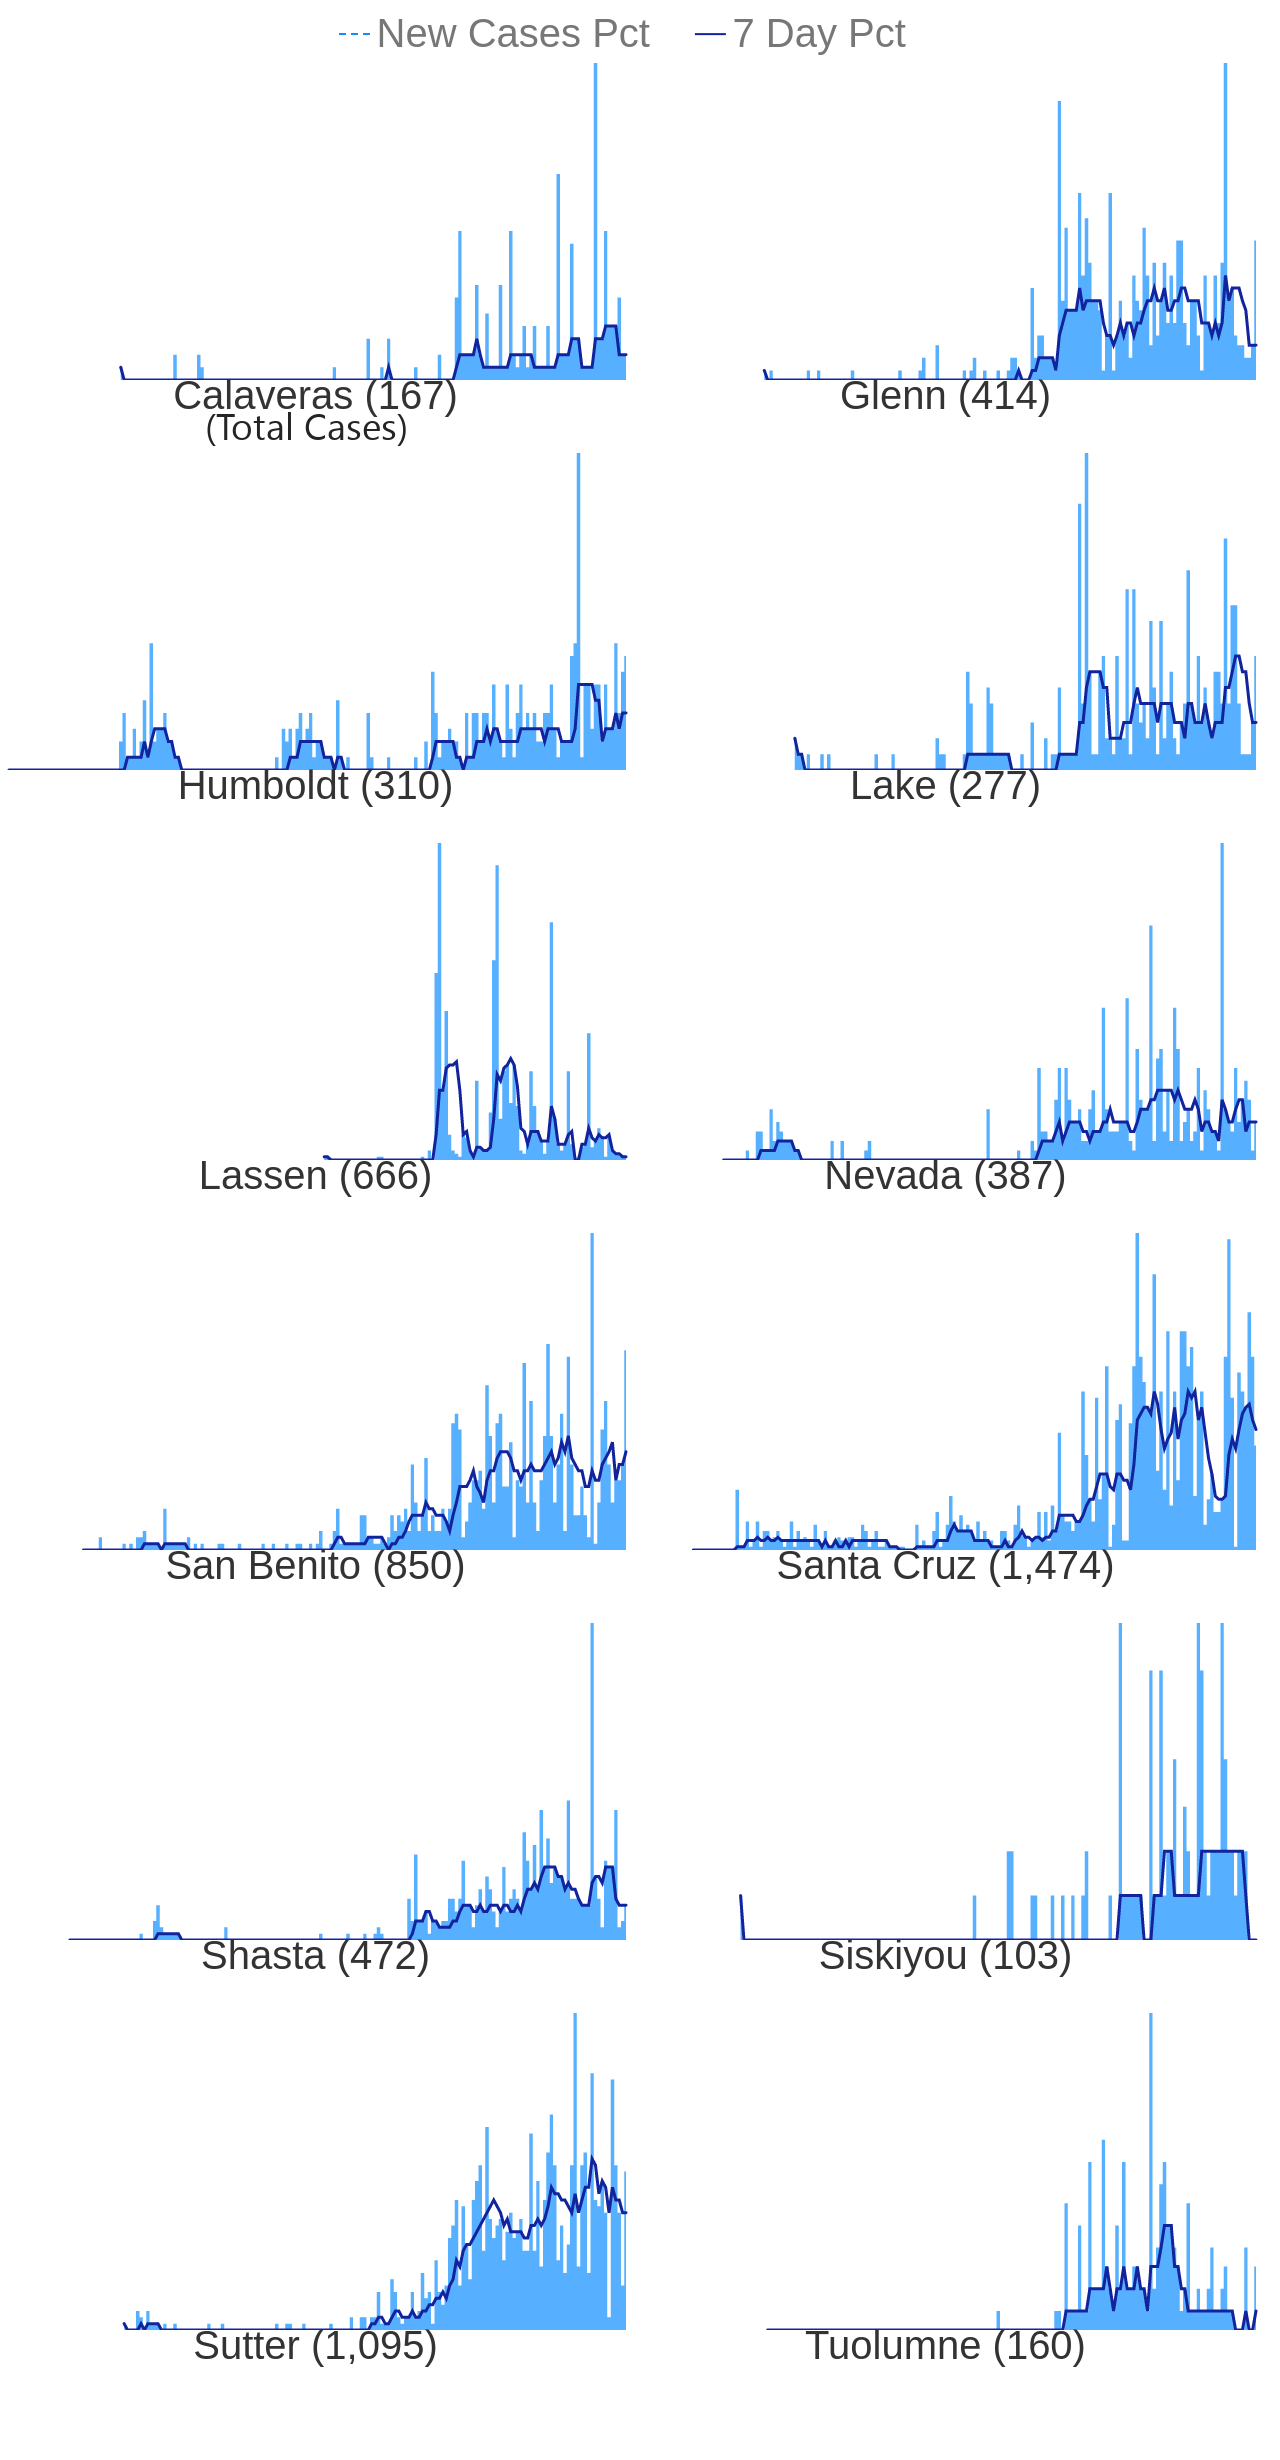 New Cases Pct 7 Day Pct
Calaveras (167) Glenn (414)
(Total Cases)
Humboldt (310) Lake (277)
Lassen (666) Nevada (387)
San Benito (850) Santa Cruz (1,474)
Shasta (472) Siskiyou (103)
Sutter (1,095) Tuolumne (160)